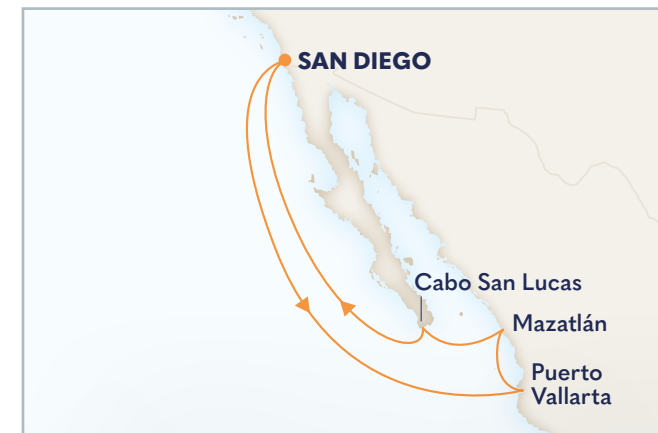 SAN DIEGO
Cabo San Lucas
Mazatlán
Puerto
Vallarta